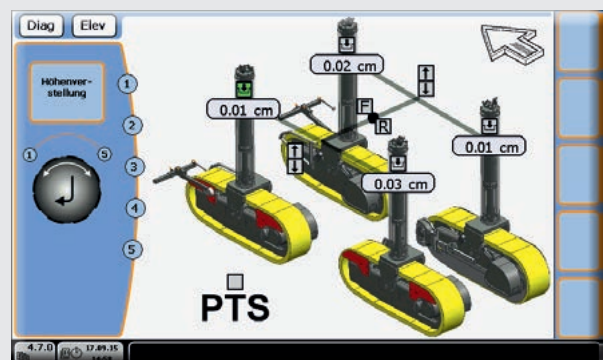 Diag Elev
Höhenver-
stellung
1
2
3
4
5
1 5
0.02 cm
0.01 cm
F
R
0.01 cm
0.03 cm
PTS
4.7.0 17.09.15